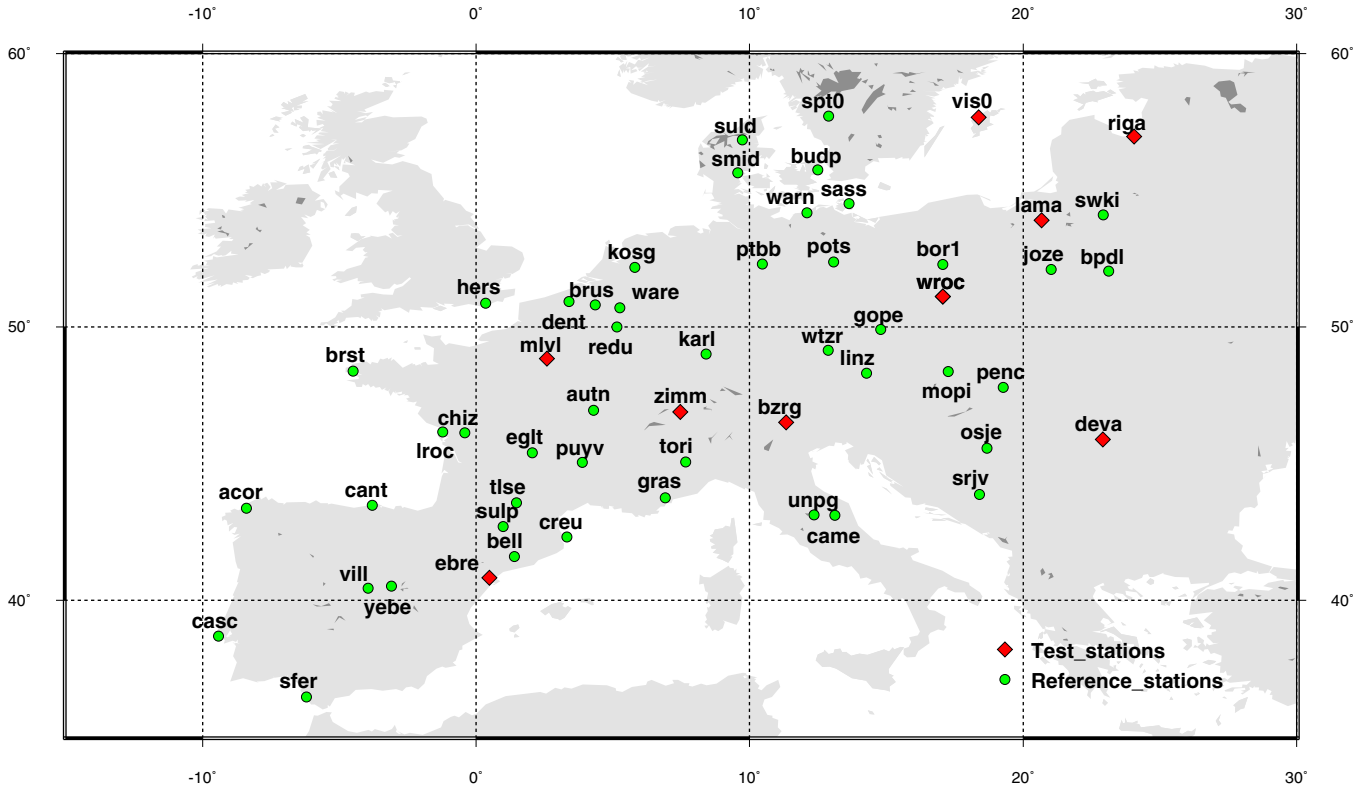 -10° 0° 10° 20° 30°
60° 60°
spt0 vis0
suld riga
smid budp
warn sass lama swki
kosg ptbb pots bor1 joze bpdl
hers brus ware wroc
dent gope
mlvl redu karl wtzr
brst linz penc
autn zimm mopi
bzrg
chiz deva
lroc eglt puyv tori osje
acor cant tlse gras srjv
sulp creu unpg
bell came
ebre
vill
yebe
casc
sfer
50° 50°
40° 40°
Test_stations
Reference_stations
-10° 0° 10° 20° 30°